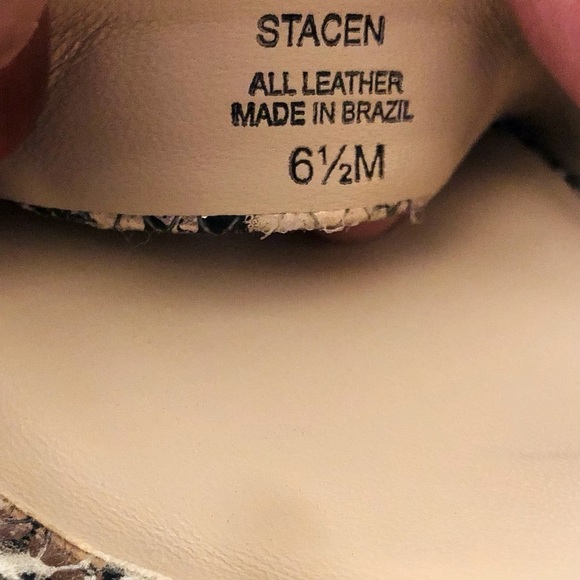 STACEN
ALL LEATHER
MADE IN BRAZIL
6½M